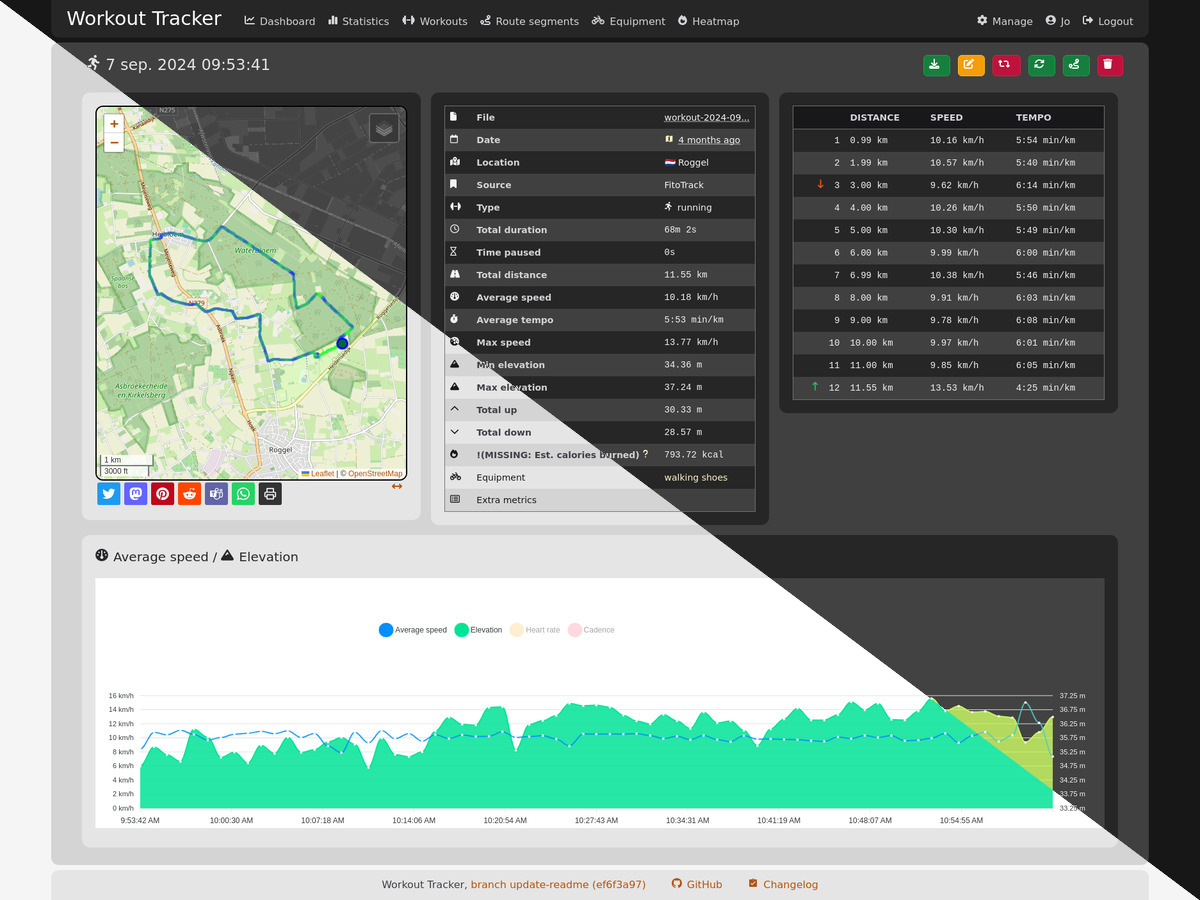 Workout Tracker Dashboard Statistics Workouts Route segments Equipment Heatmap Manage Jo Logout
7 sep. 2024 09:53:41
+
−
N275
Waterbloem
N279
Asbroekerheide
en Kirkelsberg
Roggel
1 km
3000 ft
Leaflet | © OpenStreetMap
File workout-2024-09...
Date 4 months ago
Location Roggel
Source FitoTrack
Type running
Total duration 68m 2s
Time paused 0s
Total distance 11.55 km
Average speed 10.18 km/h
Average tempo 5:53 min/km
Max speed 13.77 km/h
Min elevation 34.36 m
Max elevation 37.24 m
Total up 30.33 m
Total down 28.57 m
!(MISSING: Est. calories burned) ? 793.72 kcal
Equipment walking shoes
Extra metrics
DISTANCE SPEED TEMPO
1 0.99 km 10.16 km/h 5:54 min/km
2 1.99 km 10.57 km/h 5:40 min/km
↓ 3 3.00 km 9.62 km/h 6:14 min/km
4 4.00 km 10.26 km/h 5:50 min/km
5 5.00 km 10.30 km/h 5:49 min/km
6 6.00 km 9.99 km/h 6:00 min/km
7 6.99 km 10.38 km/h 5:46 min/km
8 8.00 km 9.91 km/h 6:03 min/km
9 9.00 km 9.78 km/h 6:08 min/km
10 10.00 km 9.97 km/h 6:01 min/km
11 11.00 km 9.85 km/h 6:05 min/km
↑ 12 11.55 km 13.53 km/h 4:25 min/km
Average speed / Elevation
Average speed Elevation Heart rate Cadence
16 km/h 37.25 m
14 km/h 36.75 m
12 km/h 36.25 m
10 km/h 35.75 m
8 km/h 35.25 m
6 km/h 34.75 m
4 km/h 34.25 m
2 km/h 33.75 m
0 km/h 33.25 m
9:53:42 AM 10:00:30 AM 10:07:18 AM 10:14:06 AM 10:20:54 AM 10:27:43 AM 10:34:31 AM 10:41:19 AM 10:48:07 AM 10:54:55 AM
Workout Tracker, branch update-readme (ef6f3a97) GitHub Changelog